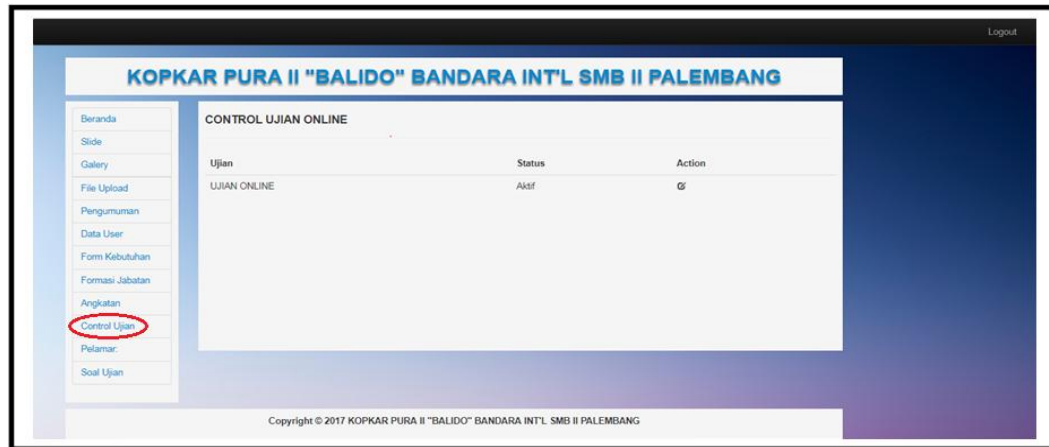 Logout
KOPKAR PURA II "BALIDO" BANDARA INT'L SMB II PALEMBANG
Beranda
Slide
Galery
File Upload
Pengumuman
Data User
Form Kebutuhan
Formasi Jabatan
Angkatan
Control Ujian
Pelamar.
Soal Ujian
CONTROL UJIAN ONLINE
Ujian Status Action
UJIAN ONLINE Aktif
Copyright © 2017 KOPKAR PURA II "BALIDO" BANDARA INT'L SMB II PALEMBANG